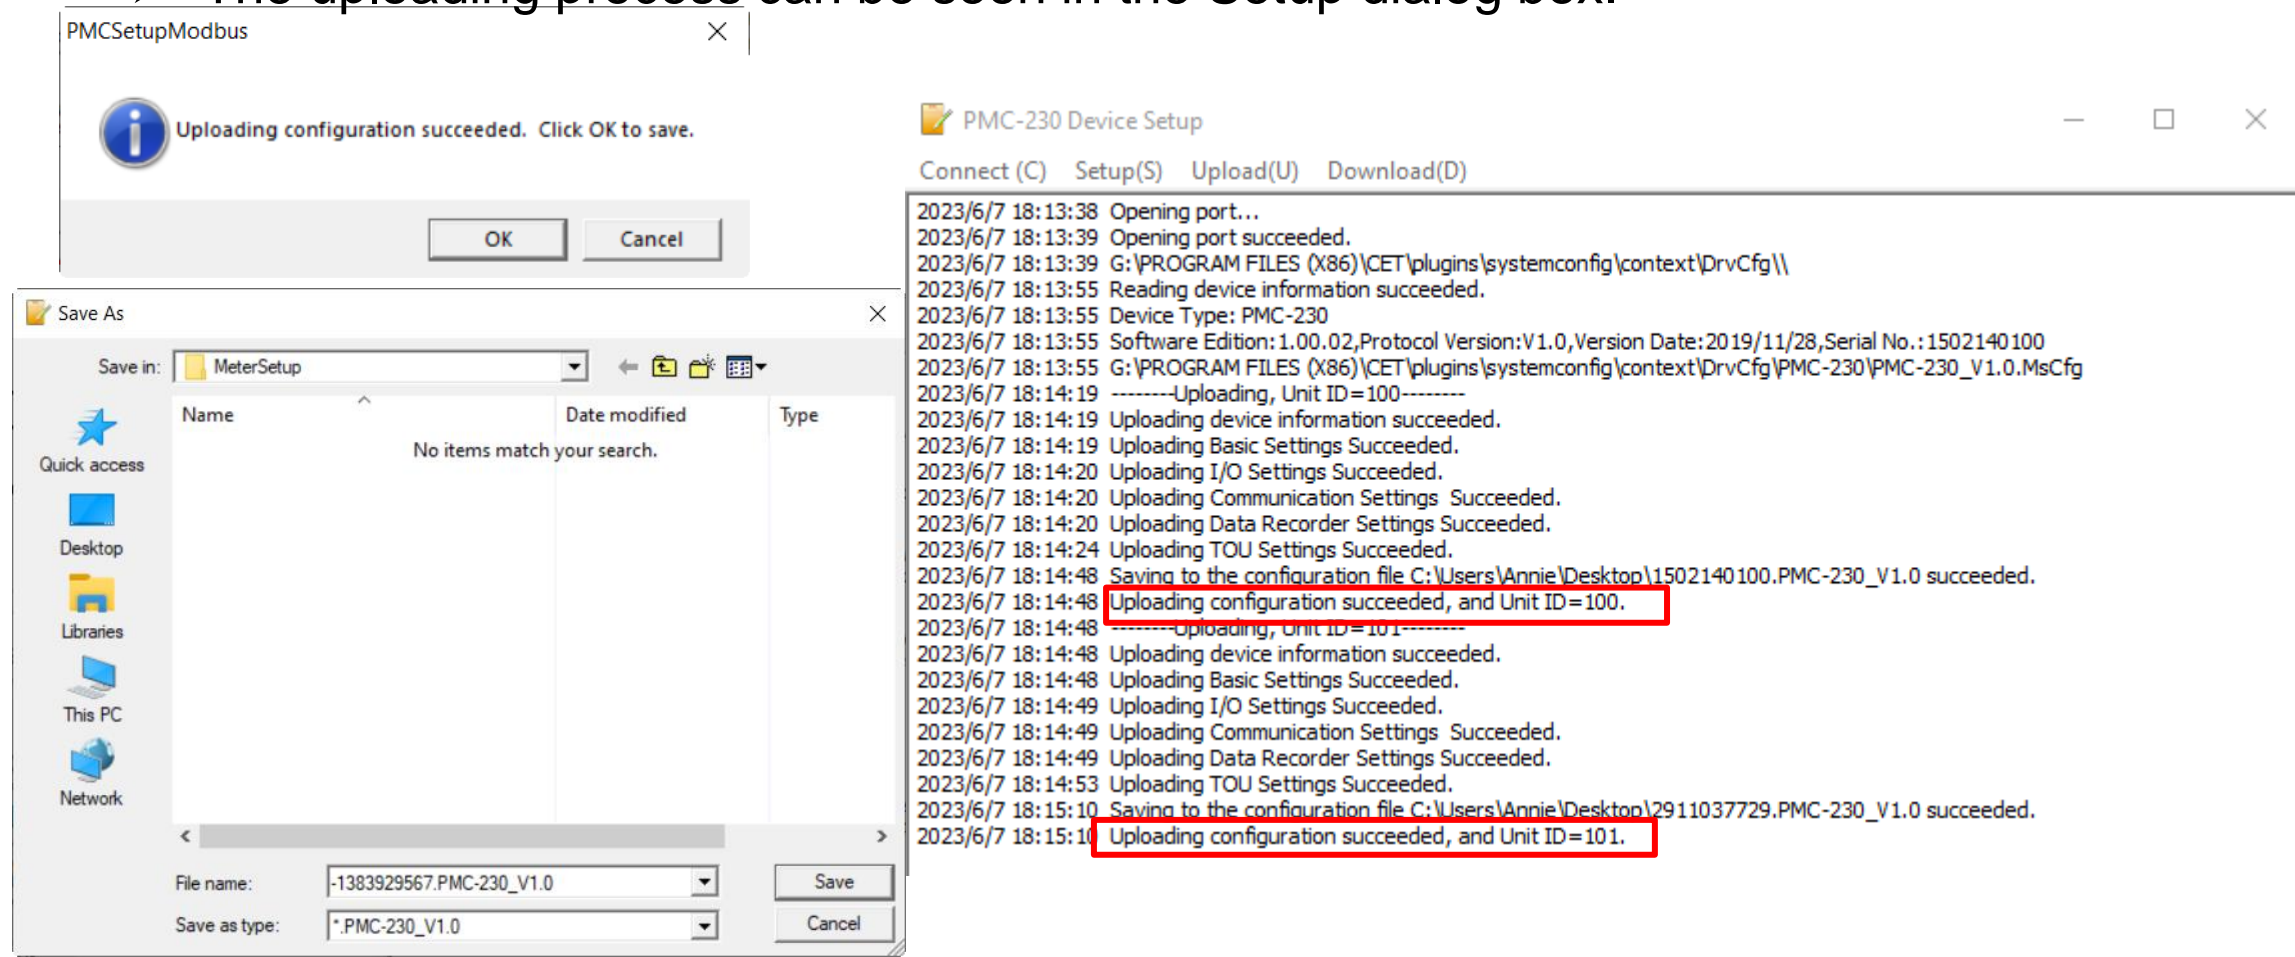 The uploading process can be seen in the Setup dialog box.
PMCSetupModbus
Uploading configuration succeeded. Click OK to save.
OK Cancel
Save As
Save in: MeterSetup
Name Date modified Type
No items match your search.
Quick access
Desktop
Libraries
This PC
Network
File name: -1383929567.PMC-230_V1.0 Save
Save as type: *.PMC-230_V1.0 Cancel
PMC-230 Device Setup
Connect (C) Setup(S) Upload(U) Download(D)
2023/6/7 18:13:38 Opening port...
2023/6/7 18:13:39 Opening port succeeded.
2023/6/7 18:13:39 G:\PROGRAM FILES (X86)\CET\plugins\systemconfig\context\DrvCfg\\
2023/6/7 18:13:55 Reading device information succeeded.
2023/6/7 18:13:55 Device Type: PMC-230
2023/6/7 18:13:55 Software Edition:1.00.02,Protocol Version:V1.0,Version Date:2019/11/28,Serial No.:1502140100
2023/6/7 18:13:55 G:\PROGRAM FILES (X86)\CET\plugins\systemconfig\context\DrvCfg\PMC-230\PMC-230_V1.0.MsCfg
2023/6/7 18:14:19 --------Uploading, Unit ID=100--------
2023/6/7 18:14:19 Uploading device information succeeded.
2023/6/7 18:14:19 Uploading Basic Settings Succeeded.
2023/6/7 18:14:20 Uploading I/O Settings Succeeded.
2023/6/7 18:14:20 Uploading Communication Settings  Succeeded.
2023/6/7 18:14:20 Uploading Data Recorder Settings Succeeded.
2023/6/7 18:14:24 Uploading TOU Settings Succeeded.
2023/6/7 18:14:48 Saving to the configuration file C:\Users\Annie\Desktop\1502140100.PMC-230_V1.0 succeeded.
2023/6/7 18:14:48 Uploading configuration succeeded, and Unit ID=100.
2023/6/7 18:14:48 --------Uploading, Unit ID=101--------
2023/6/7 18:14:48 Uploading device information succeeded.
2023/6/7 18:14:48 Uploading Basic Settings Succeeded.
2023/6/7 18:14:49 Uploading I/O Settings Succeeded.
2023/6/7 18:14:49 Uploading Communication Settings  Succeeded.
2023/6/7 18:14:49 Uploading Data Recorder Settings Succeeded.
2023/6/7 18:14:53 Uploading TOU Settings Succeeded.
2023/6/7 18:15:10 Saving to the configuration file C:\Users\Annie\Desktop\2911037729.PMC-230_V1.0 succeeded.
2023/6/7 18:15:10 Uploading configuration succeeded, and Unit ID=101.